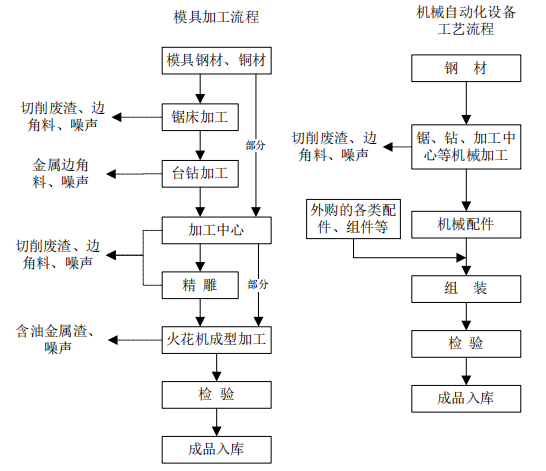 模具加工流程
模具钢材、铜材
锯床加工
切削废渣、边
角料、噪声
部分
台钻加工
金属边角
料、噪声
加工中心
切削废渣、边
角料、噪声
精 雕
部分
火花机成型加工
含油金属渣、
噪声
检 验
成品入库
机械自动化设备
工艺流程
钢 材
锯、钻、加工中
心等机械加工
切削废渣、边
角料、噪声
外购的各类配
件、组件等
机械配件
组 装
检 验
成品入库